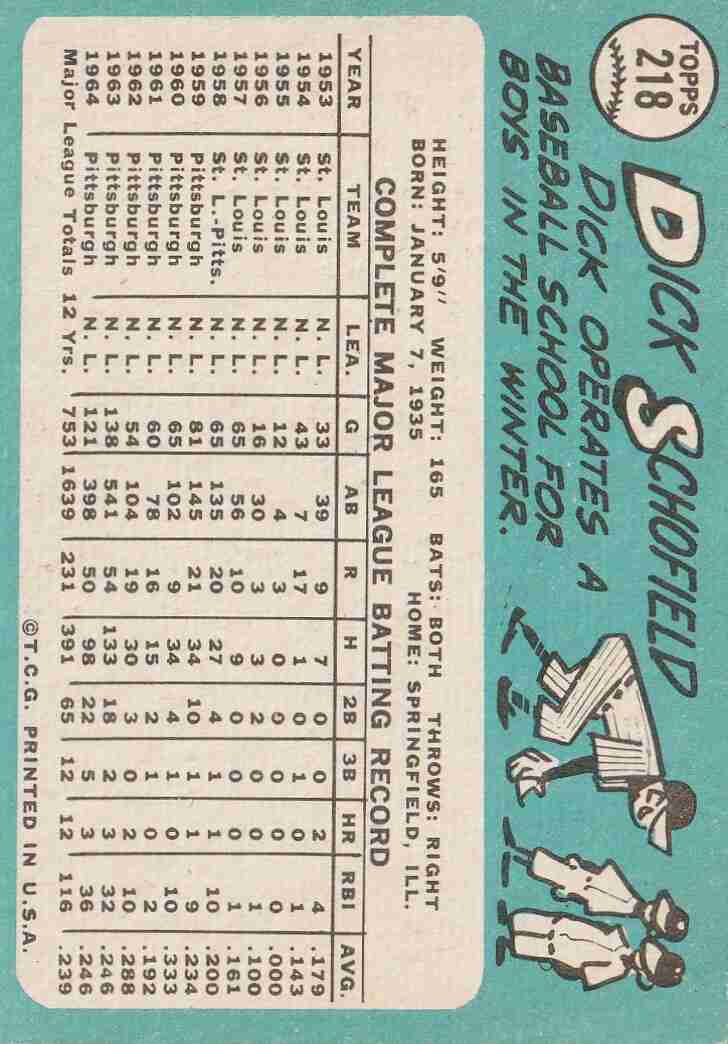 TOPPS
218
DICK SCHOFIELD
DICK OPERATES A
BASEBALL SCHOOL FOR
BOYS IN THE WINTER.
HEIGHT: 5'9" WEIGHT: 165 BATS: BOTH THROWS: RIGHT
BORN: JANUARY 7, 1935 HOME: SPRINGFIELD, ILL.
COMPLETE MAJOR LEAGUE BATTING RECORD
YEAR TEAM LEA. G AB R H 2B 3B HR RBI AVG.
1953 St. Louis N. L. 33 39 9 7 0 0 2 4 .179
1954 St. Louis N. L. 43 7 17 1 0 1 0 1 .143
1955 St. Louis N. L. 12 4 3 0 0 0 0 0 .000
1956 St. Louis N. L. 16 30 3 3 2 0 0 1 .100
1957 St. Louis N. L. 65 56 10 9 0 0 0 1 .161
1958 St. L.-Pitts. N. L. 65 135 20 27 4 1 1 10 .200
1959 Pittsburgh N. L. 81 145 21 34 10 1 1 9 .234
1960 Pittsburgh N. L. 65 102 9 34 4 1 0 10 .333
1961 Pittsburgh N. L. 60 78 16 15 2 1 0 2 .192
1962 Pittsburgh N. L. 54 104 19 30 3 0 2 10 .288
1963 Pittsburgh N. L. 138 541 54 133 18 2 3 32 .246
1964 Pittsburgh N. L. 121 398 50 98 22 5 3 36 .246
Major League Totals 12 Yrs. 753 1639 231 391 65 12 12 116 .239
©T.C.G. PRINTED IN U.S.A.